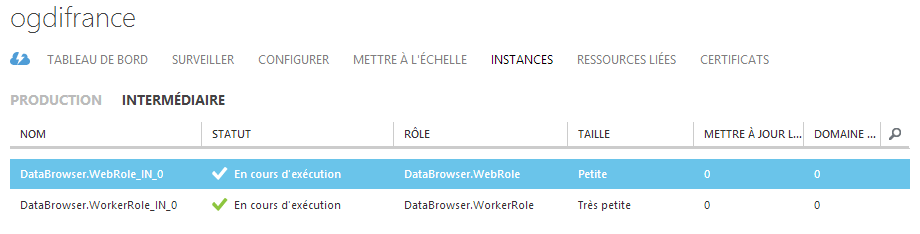 ogdifrance
TABLEAU DE BORD SURVEILLER CONFIGURER METTRE À L'ÉCHELLE INSTANCES RESSOURCES LIÉES CERTIFICATS
PRODUCTION INTERMÉDIAIRE
NOM STATUT RÔLE TAILLE METTRE À JOUR L... DOMAINE ...
DataBrowser.WebRole_IN_0 En cours d'exécution DataBrowser.WebRole Petite 0 0
DataBrowser.WorkerRole_IN_0 En cours d'exécution DataBrowser.WorkerRole Très petite 0 0